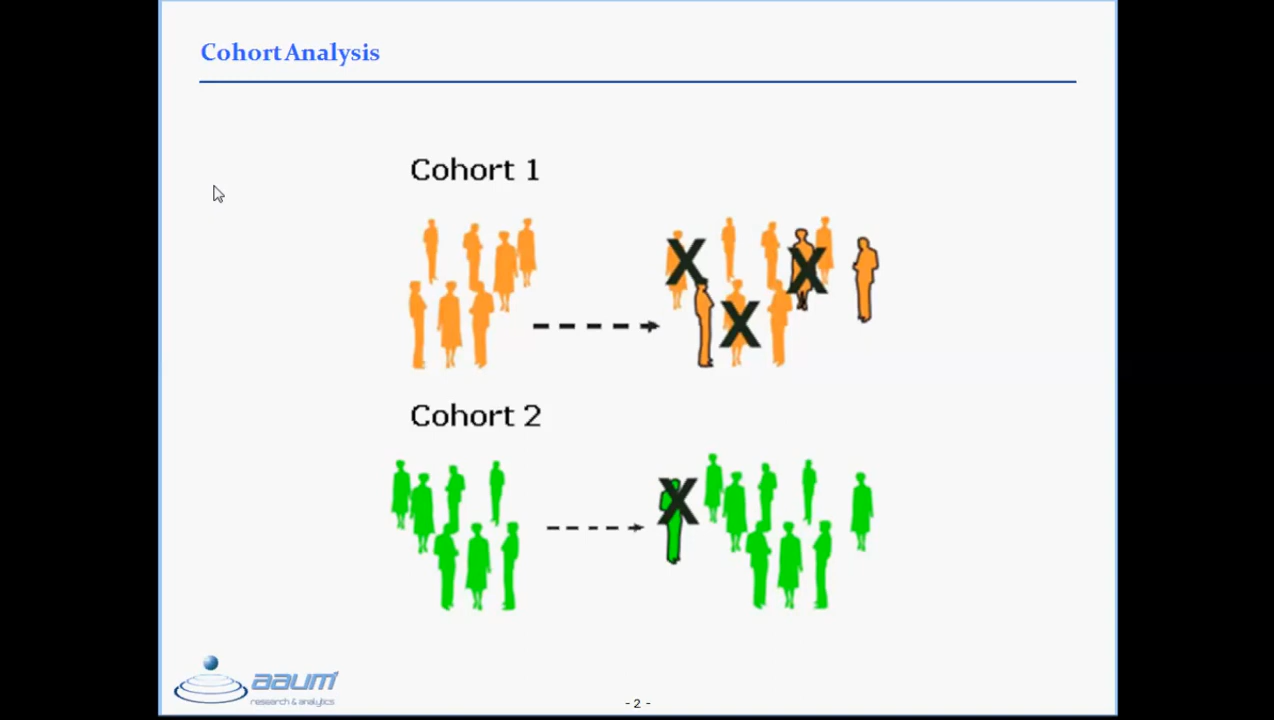 Cohort Analysis
Cohort 1
X
X
X
Cohort 2
X
aaum
research & analytics
- 2 -